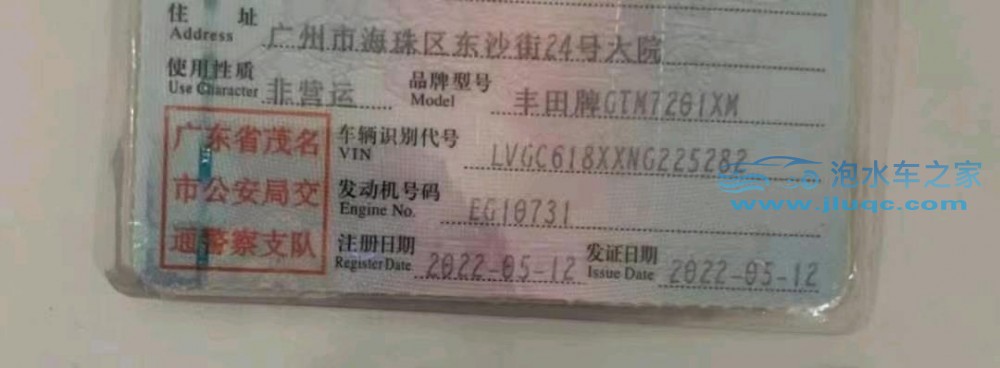 住 址 广州市海珠区东沙街24号大院
Address
使用性质 非营运 品牌型号 丰田牌GTM7201XM
Use Character Model
广东省茂名
市公安局交
通警察支队
车辆识别代号 LVGC618XXNG225282
VIN
发动机号码 EG10731
Engine No.
注册日期 2022-05-12 发证日期 2022-05-12
Register Date Issue Date
泡水车之家
www.jluqc.com